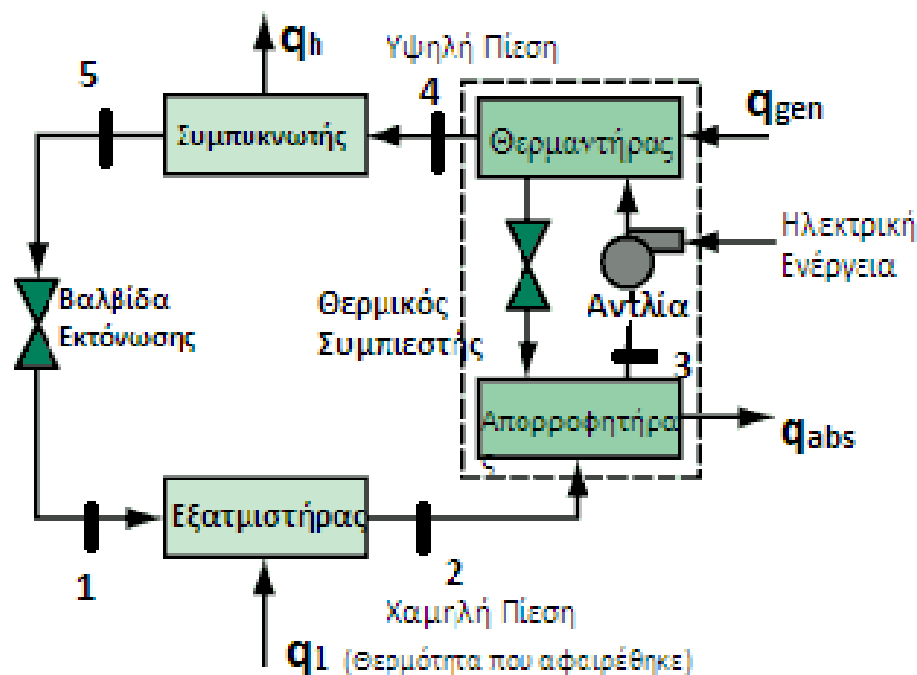 qh
Υψηλή Πίεση
5
4
qgen
Συμπυκνωτής
Θερμαντήρας
Ηλεκτρική
Ενέργεια
Βαλβίδα
Εκτόνωσης
Θερμικός
Συμπιεστής
Αντλία
3
Απορροφητήρα
ς
qabs
Εξατμιστήρας
1
2
Χαμηλή Πίεση
q1 (Θερμότητα που αφαιρέθηκε)